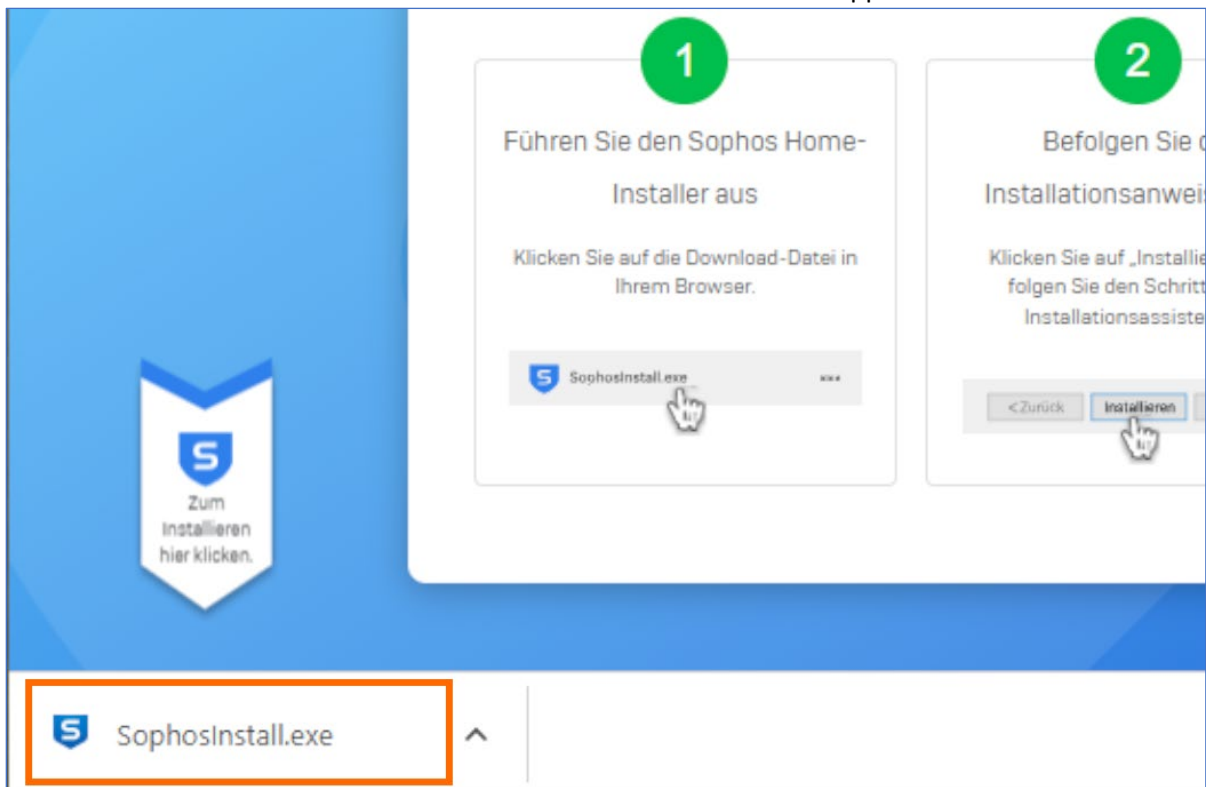 1
Führen Sie den Sophos Home-
Installer aus
Klicken Sie auf die Download-Datei in
Ihrem Browser.
SophosInstall.exe
2
Befolgen Sie
Installationsanwei
Klicken Sie auf „Installie
folgen Sie den Schritt
Installationsassiste
<Zurück
Installieren
S
Zum
Installieren
hier klicken.
SophosInstall.exe